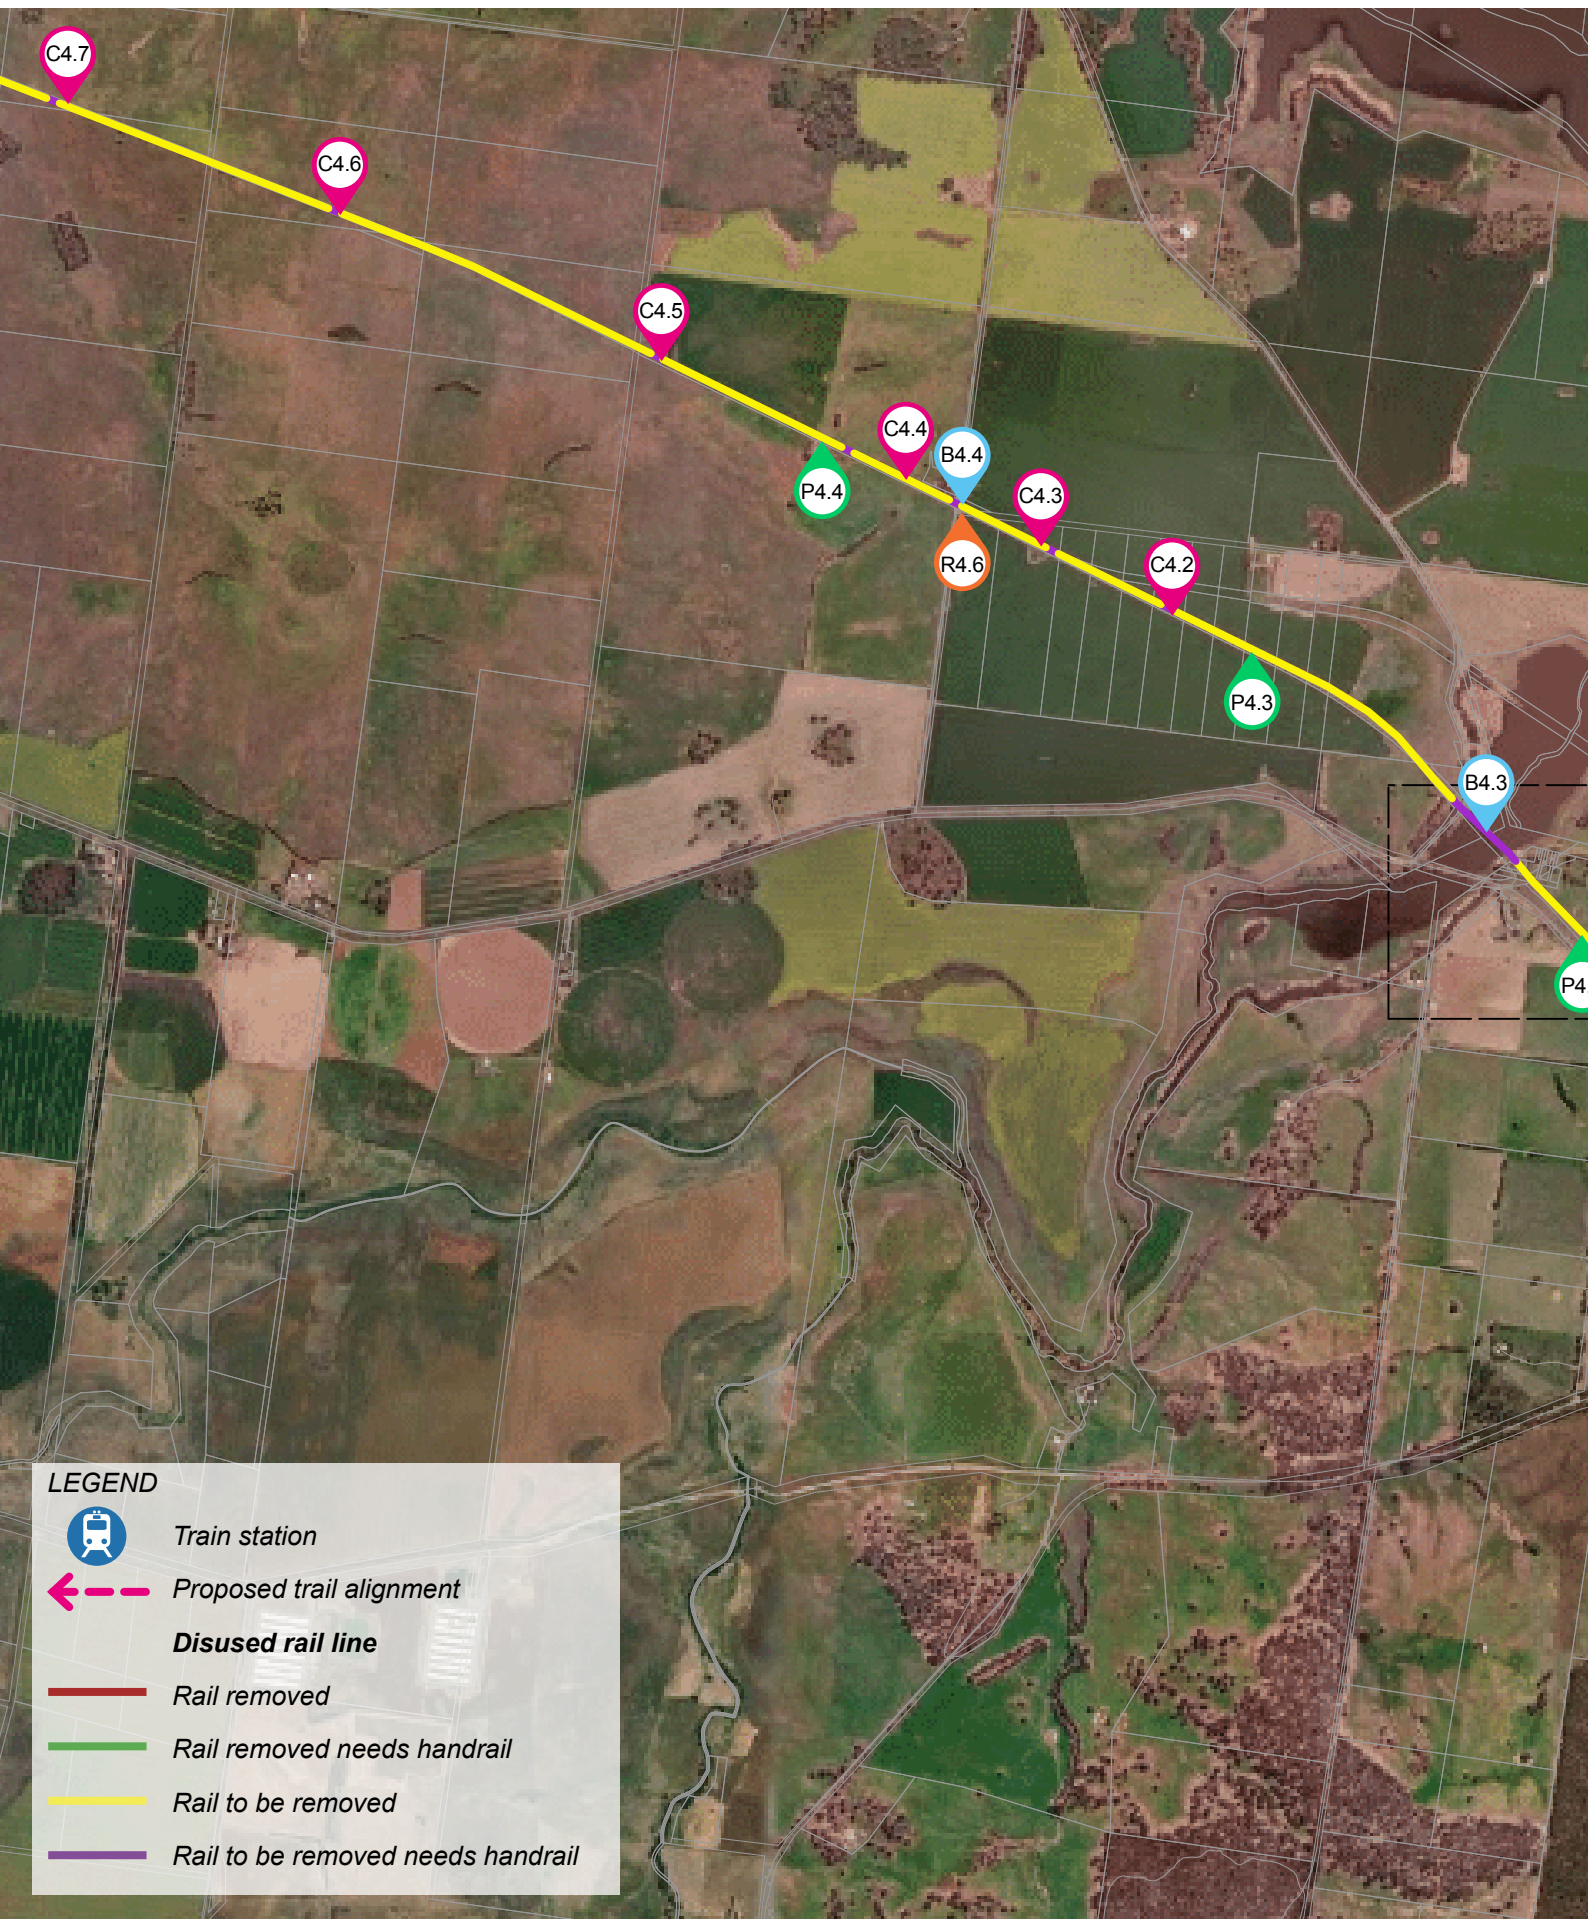 C4.7
C4.6
C4.5
C4.4
B4.4
C4.3
P4.4
R4.6
C4.2
P4.3
B4.3
P4.
LEGEND
Train station
Proposed trail alignment
Disused rail line
Rail removed
Rail removed needs handrail
Rail to be removed
Rail to be removed needs handrail